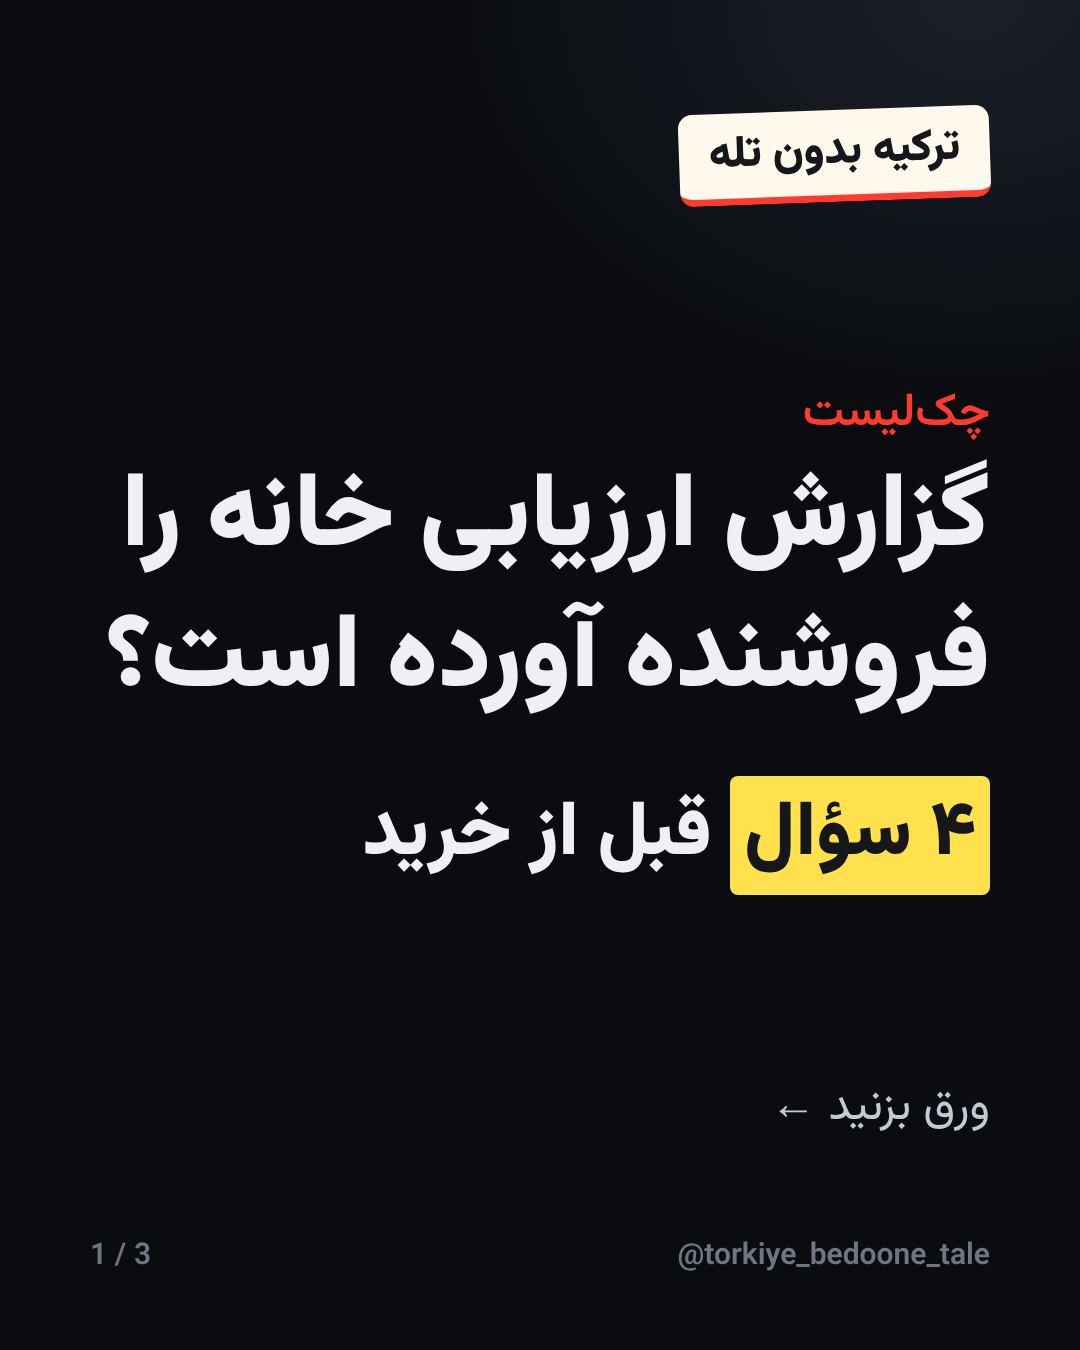 ترکیه بدون تله
چک‌لیست
گزارش ارزیابی خانه را
فروشنده آورده است؟
۴ سؤال قبل از خرید
ورق بزنید ←
@torkiye_bedoone_tale
1 / 3